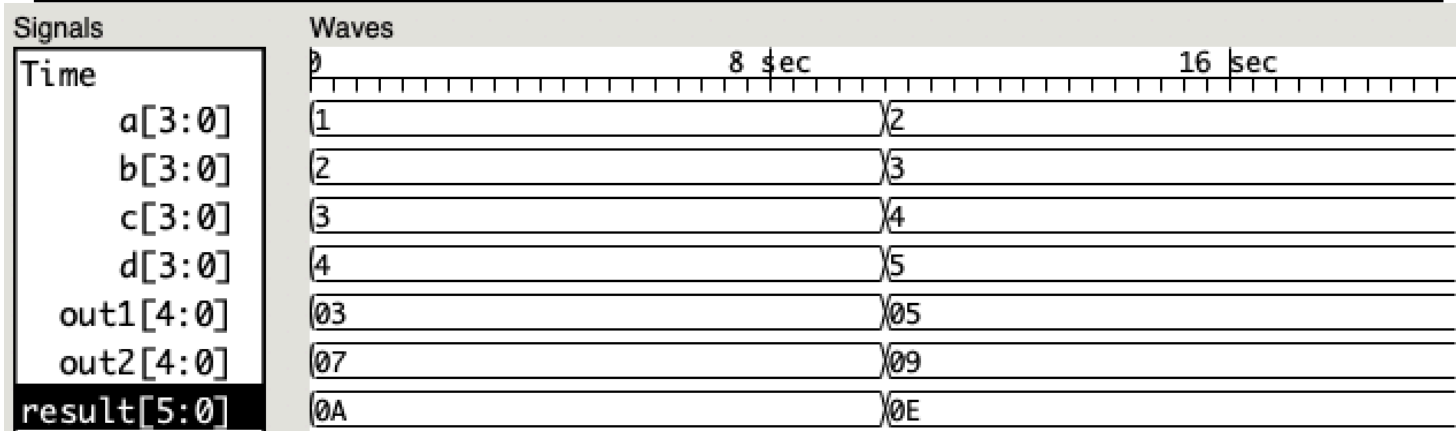 Signals Waves
Time 0 8 sec 16 sec
a[3:0] 1 2
b[3:0] 2 3
c[3:0] 3 4
d[3:0] 4 5
out1[4:0] 03 05
out2[4:0] 07 09
result[5:0] 0A 0E